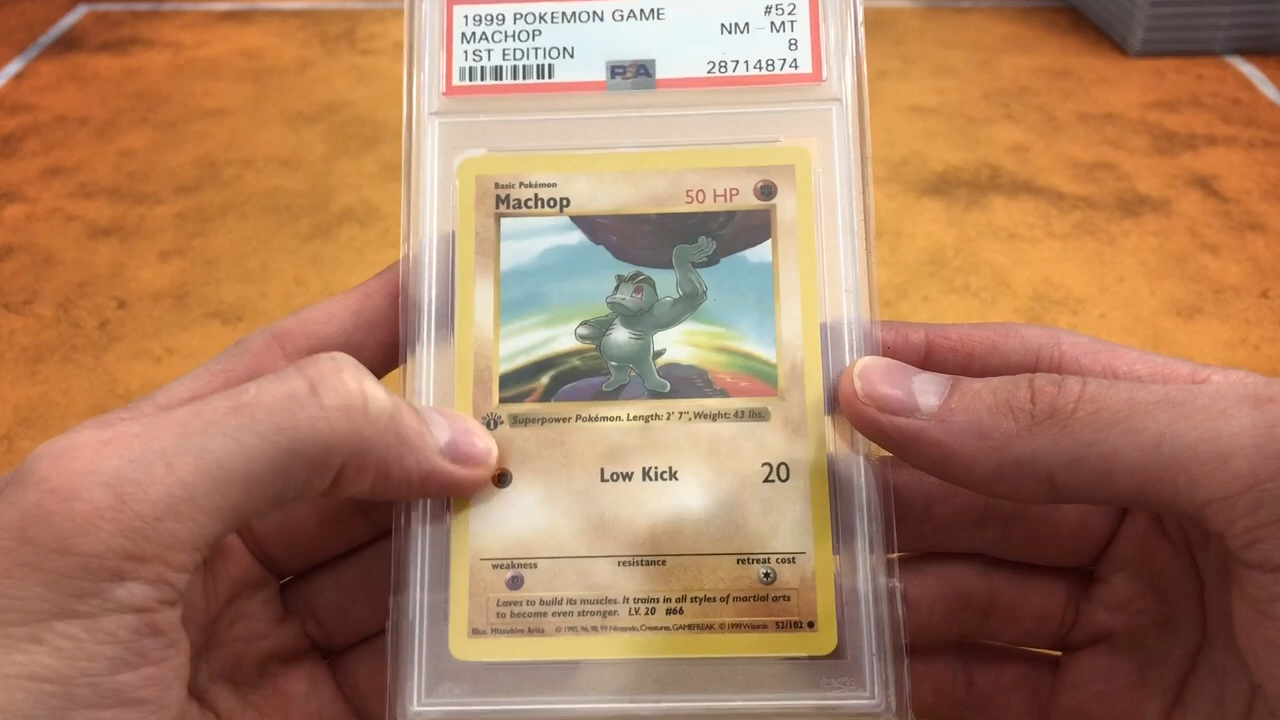 1999 POKEMON GAME #52
MACHOP NM - MT
1ST EDITION 8
PSA 28714874
Basic Pokémon
Machop 50 HP
EDITION
1
Superpower Pokémon. Length: 2' 7", Weight: 43 lbs.
Low Kick 20
weakness resistance retreat cost
Loves to build its muscles. It trains in all styles of martial arts
to become even stronger. LV. 20 #66
Illus. Mitsuhiro Arita © 1995, 96, 98, 99 Nintendo, Creatures, GAMEFREAK. © 1999 Wizards. 52/102